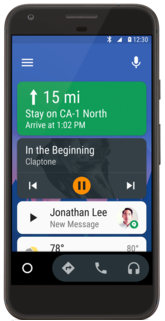 12:30
15 mi
Stay on CA-1 North
Arrive at 1:02 PM
In the Beginning
Claptone
Jonathan Lee
New Message
78° 80°